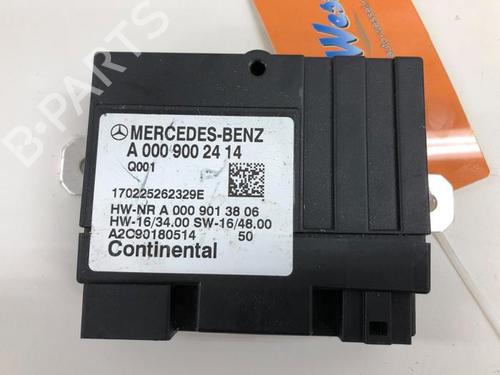 B-PARTS
Wes
MERCEDES-BENZ
A 000 900 24 14
Q001
170225262329E
HW-NR A 000 901 38 06
HW-16/34.00 SW-16/48.00
A2C90180514 50
Continental